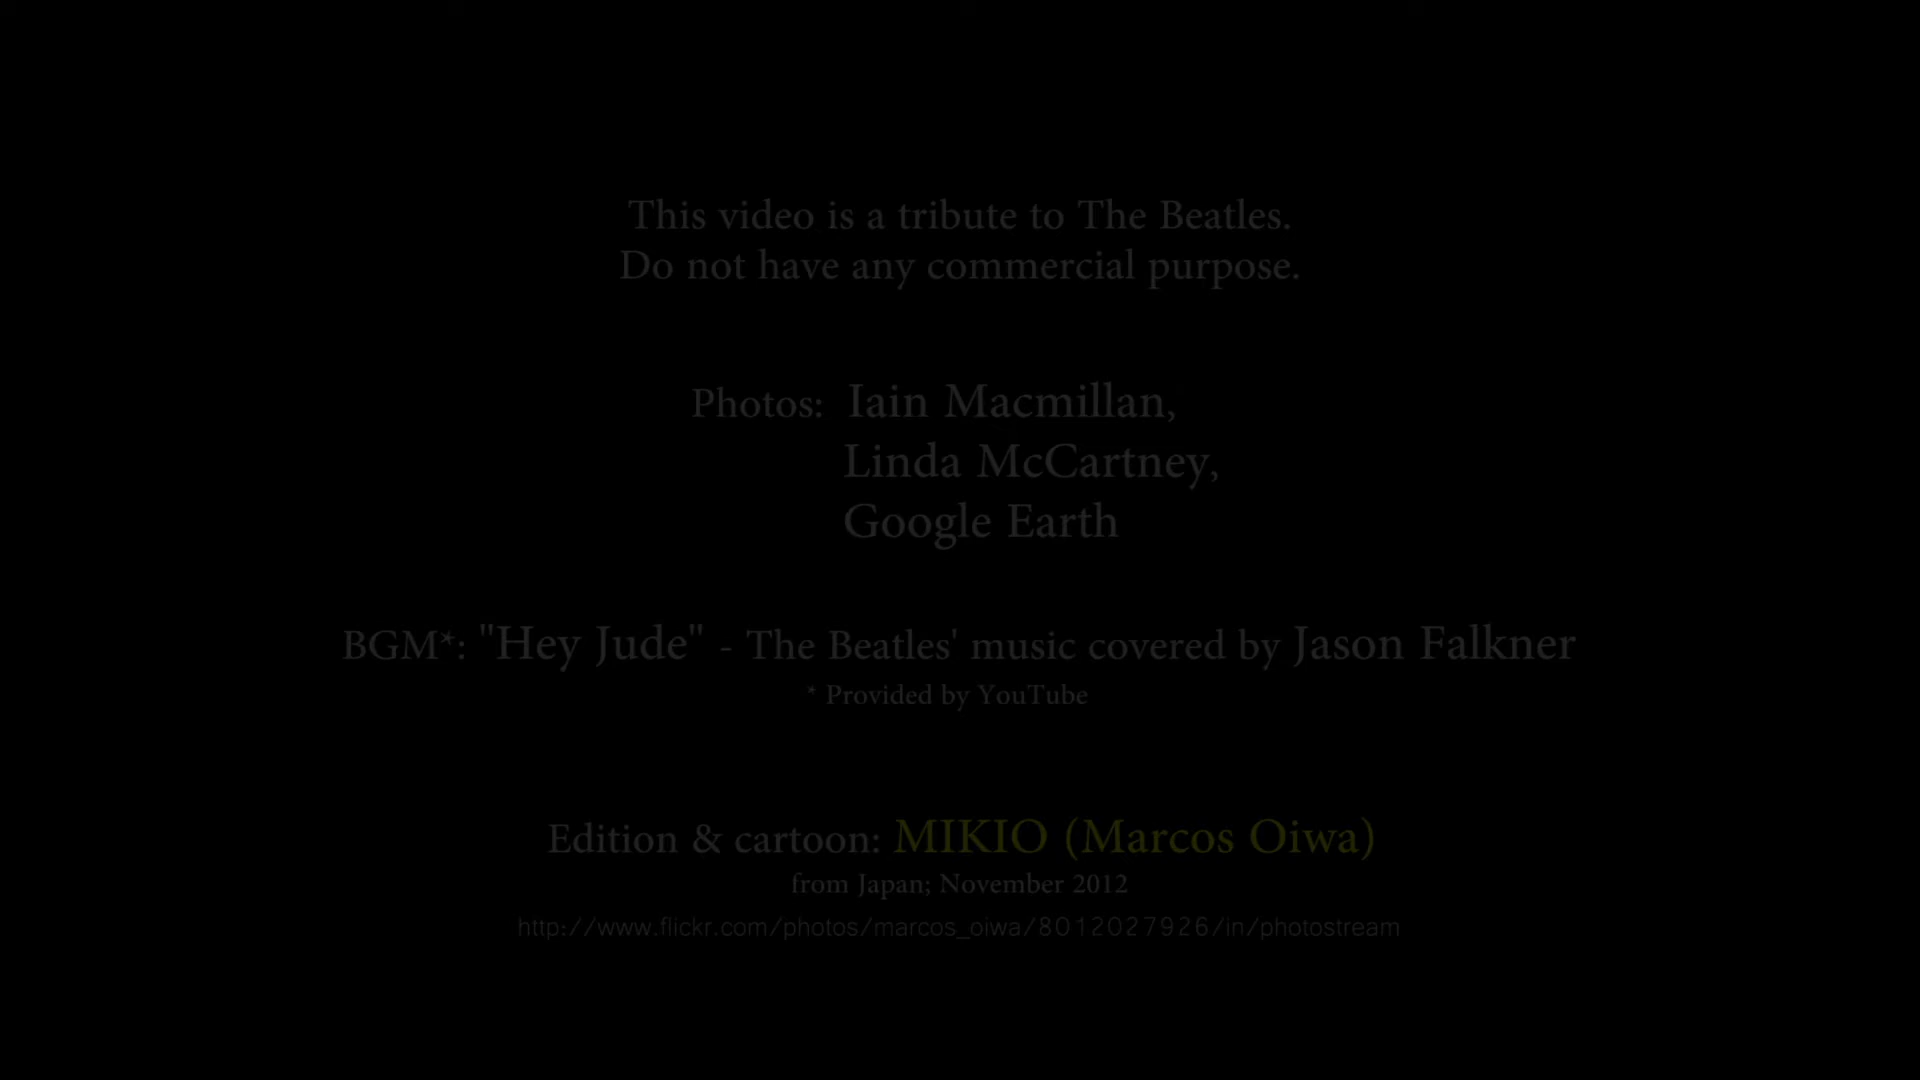 This video is a tribute to The Beatles.
Do not have any commercial purpose.
Photos: Iain Macmillan,
Linda McCartney,
Google Earth
BGM*: "Hey Jude" - The Beatles' music covered by Jason Falkner
* Provided by YouTube
Edition & cartoon: MIKIO (Marcos Oiwa)
from Japan; November 2012
http://www.flickr.com/photos/marcos_oiwa/8012027926/in/photostream